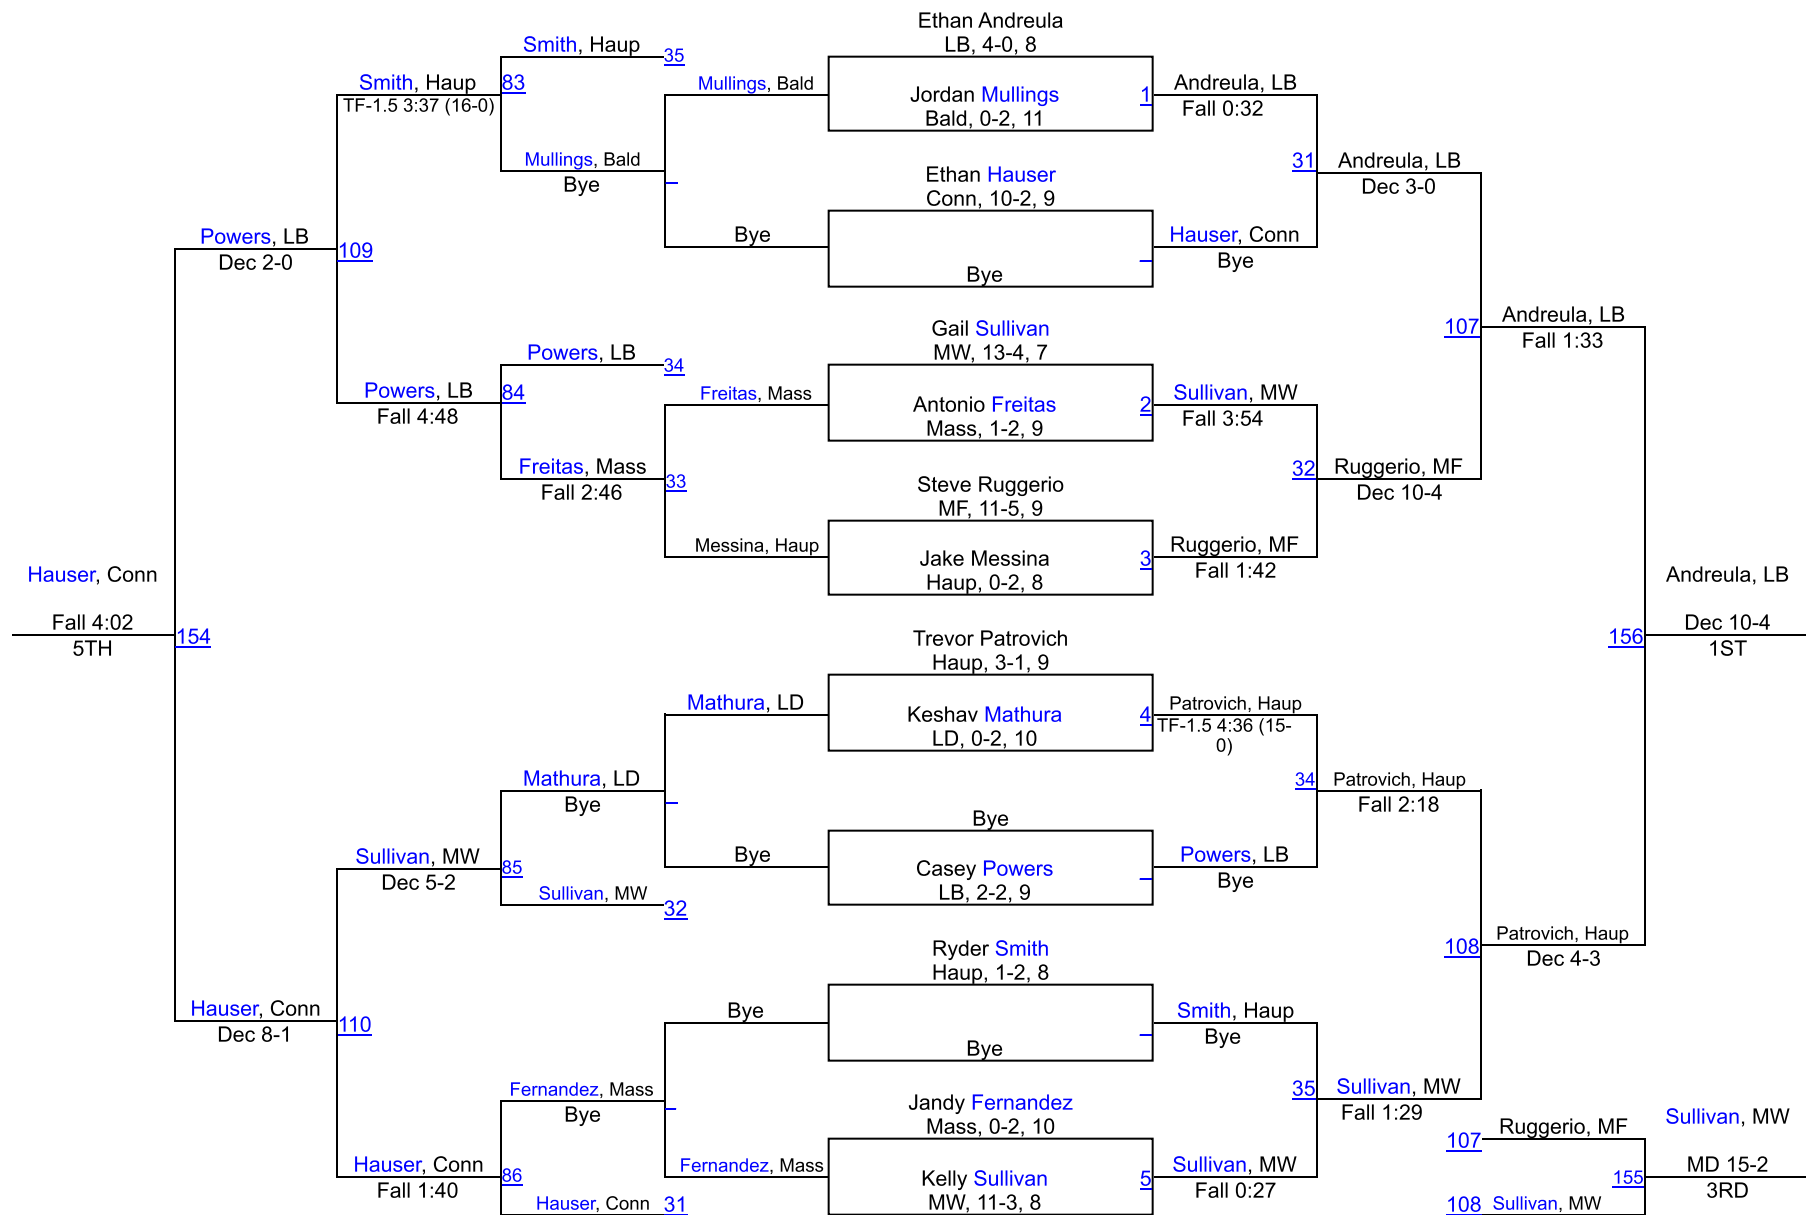 Ethan Andreula
LB, 4-0, 8
Smith, Haup
35
Smith, Haup
83
TF-1.5 3:37 (16-0)
Mullings, Bald
Jordan Mullings
Bald, 0-2, 11
1
Andreula, LB
Fall 0:32
Mullings, Bald
Bye
Ethan Hauser
Conn, 10-2, 9
31
Andreula, LB
Dec 3-0
Powers, LB
Dec 2-0
109
Bye
Bye
Hauser, Conn
Bye
Gail Sullivan
MW, 13-4, 7
107
Andreula, LB
Fall 1:33
Powers, LB
34
Powers, LB
Fall 4:48
84
Freitas, Mass
Antonio Freitas
Mass, 1-2, 9
2
Sullivan, MW
Fall 3:54
Freitas, Mass
Fall 2:46
33
Steve Ruggerio
MF, 11-5, 9
32
Ruggerio, MF
Dec 10-4
Messina, Haup
Jake Messina
Haup, 0-2, 8
3
Ruggerio, MF
Fall 1:42
Hauser, Conn
Fall 4:02
5TH
154
Andreula, LB
156
Dec 10-4
1ST
Trevor Patrovich
Haup, 3-1, 9
Mathura, LD
Keshav Mathura
LD, 0-2, 10
4
Patrovich, Haup
TF-1.5 4:36 (15-
0)
Mathura, LD
Bye
34
Patrovich, Haup
Fall 2:18
Bye
Sullivan, MW
Dec 5-2
85
Bye
Casey Powers
LB, 2-2, 9
Powers, LB
Bye
Sullivan, MW
32
Ryder Smith
Haup, 1-2, 8
108
Patrovich, Haup
Dec 4-3
Hauser, Conn
Dec 8-1
110
Bye
Bye
Smith, Haup
Bye
Fernandez, Mass
Bye
Jandy Fernandez
Mass, 0-2, 10
35
Sullivan, MW
Fall 1:29
Hauser, Conn
Fall 1:40
86
Fernandez, Mass
Kelly Sullivan
MW, 11-3, 8
5
Sullivan, MW
Fall 0:27
Hauser, Conn
31
107
Ruggerio, MF
Sullivan, MW
155
MD 15-2
3RD
108
Sullivan, MW